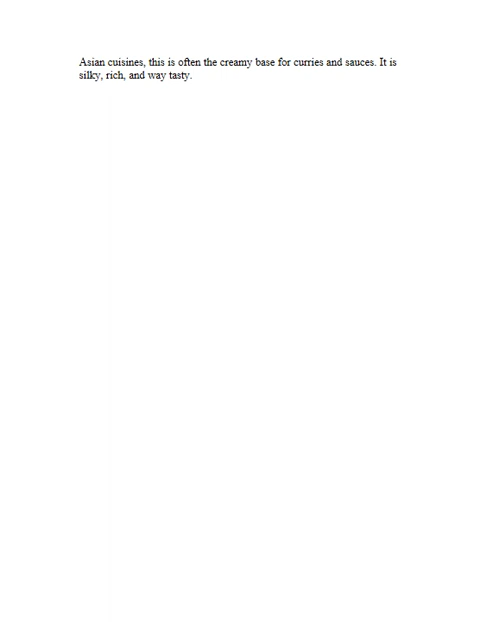 Asian cuisines, this is often the creamy base for curries and sauces. It is
silky, rich, and way tasty.